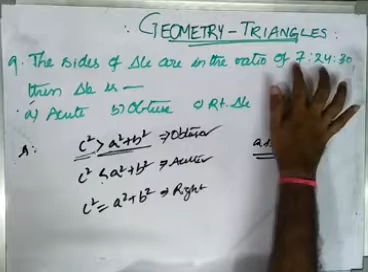 : GEOMETRY - TRIANGLES.
q. The sides of Δle are in the ratio of 7:24:30
then Δle is —
a) Acute b) Obtuse c) Rt. Δle
A: c² > a²+b² ⇒ Obtuse
c² < a²+b² ⇒ Acute
c² = a²+b² ⇒ Right